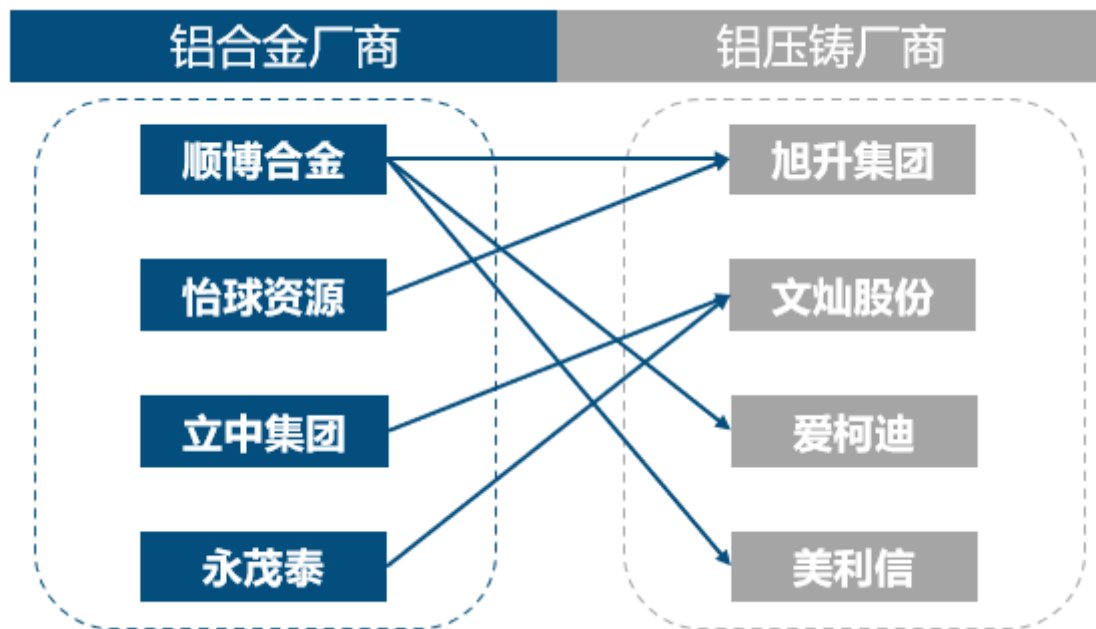 铝合金厂商
铝压铸厂商
顺博合金
旭升集团
怡球资源
文灿股份
立中集团
爱柯迪
永茂泰
美利信